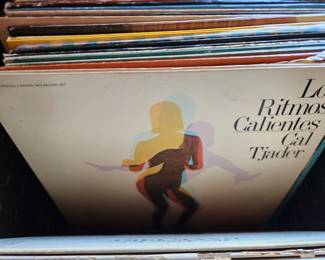 Lo
Ritmos
Calientes
Cal
Tjader